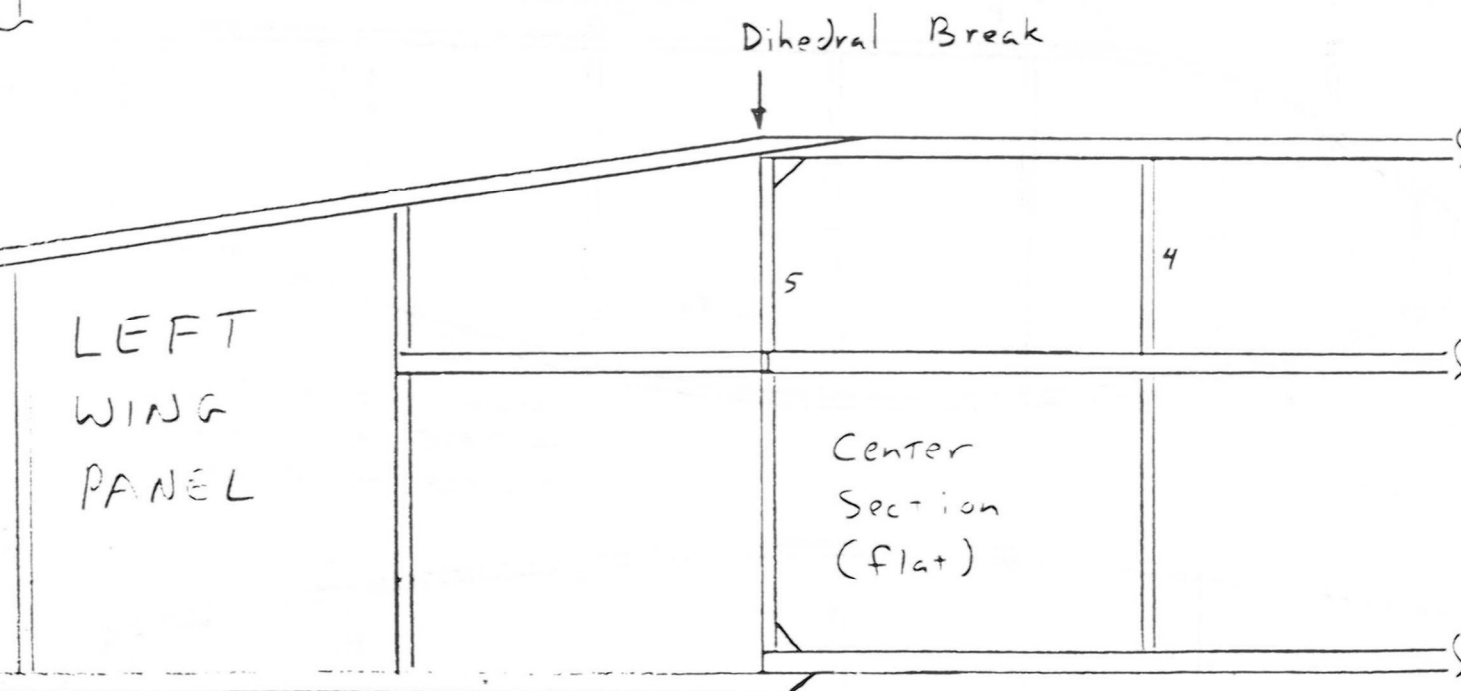 Dihedral Break
5
4
LEFT
WING
PANEL
Center
Section
(flat)